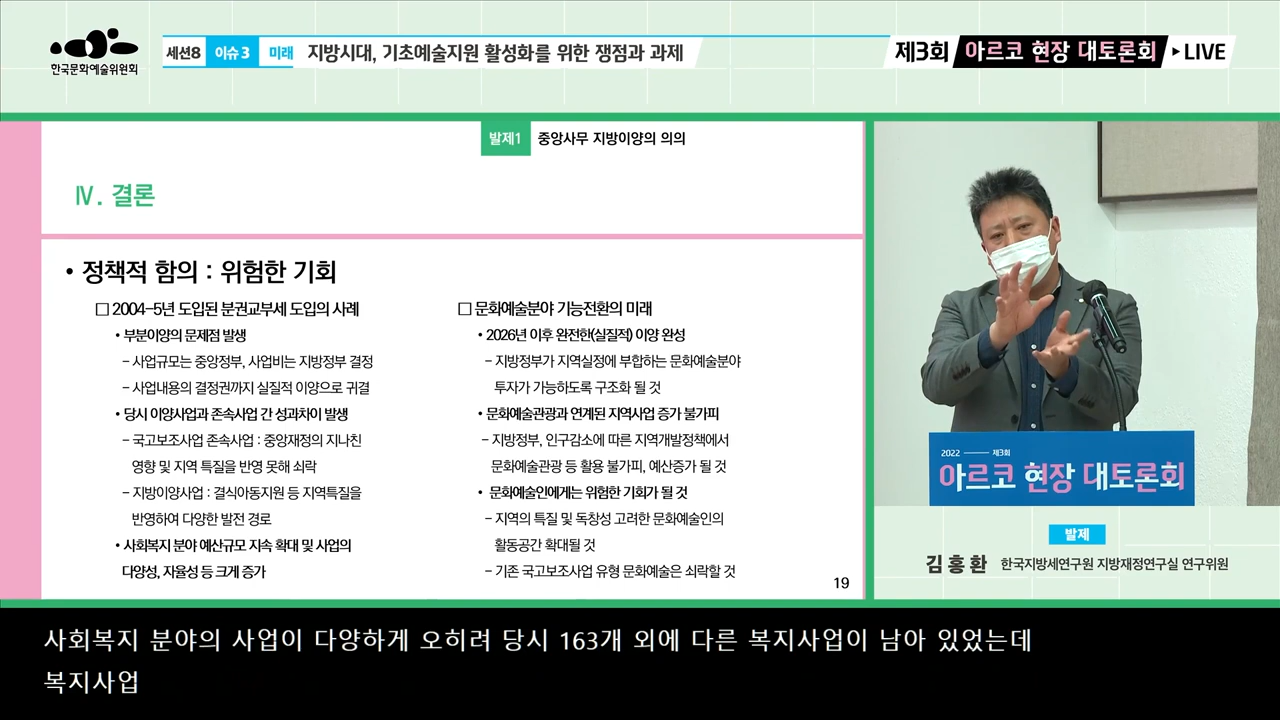 한국문화예술위원회
세션8 이슈 3 미래 지방시대, 기초예술지원 활성화를 위한 쟁점과 과제
제3회 아르코 현장 대토론회 ▶LIVE
발제1 중앙사무 지방이양의 의의
Ⅳ. 결론
• 정책적 함의 : 위험한 기회
□ 2004-5년 도입된 분권교부세 도입의 사례
• 부분이양의 문제점 발생
- 사업규모는 중앙정부, 사업비는 지방정부 결정
- 사업내용의 결정권까지 실질적 이양으로 귀결
• 당시 이양사업과 존속사업 간 성과차이 발생
- 국고보조사업 존속사업 : 중앙재정의 지나친
영향 및 지역 특질을 반영 못해 쇠락
- 지방이양사업 : 결식아동지원 등 지역특질을
반영하여 다양한 발전 경로
• 사회복지 분야 예산규모 지속 확대 및 사업의
다양성, 자율성 등 크게 증가
□ 문화예술분야 기능전환의 미래
• 2026년 이후 완전한(실질적) 이양 완성
- 지방정부가 지역실정에 부합하는 문화예술분야
투자가 가능하도록 구조화 될 것
• 문화예술관광과 연계된 지역사업 증가 불가피
- 지방정부, 인구감소에 따른 지역개발정책에서
문화예술관광 등 활용 불가피, 예산증가 될 것
• 문화예술인에게는 위험한 기회가 될 것
- 지역의 특질 및 독창성 고려한 문화예술인의
활동공간 확대될 것
- 기존 국고보조사업 유형 문화예술은 쇠락할 것
19
2022 제3회
아르코 현장 대토론회
발제
김홍환 한국지방세연구원 지방재정연구실 연구위원
사회복지 분야의 사업이 다양하게 오히려 당시 163개 외에 다른 복지사업이 남아 있었는데
복지사업